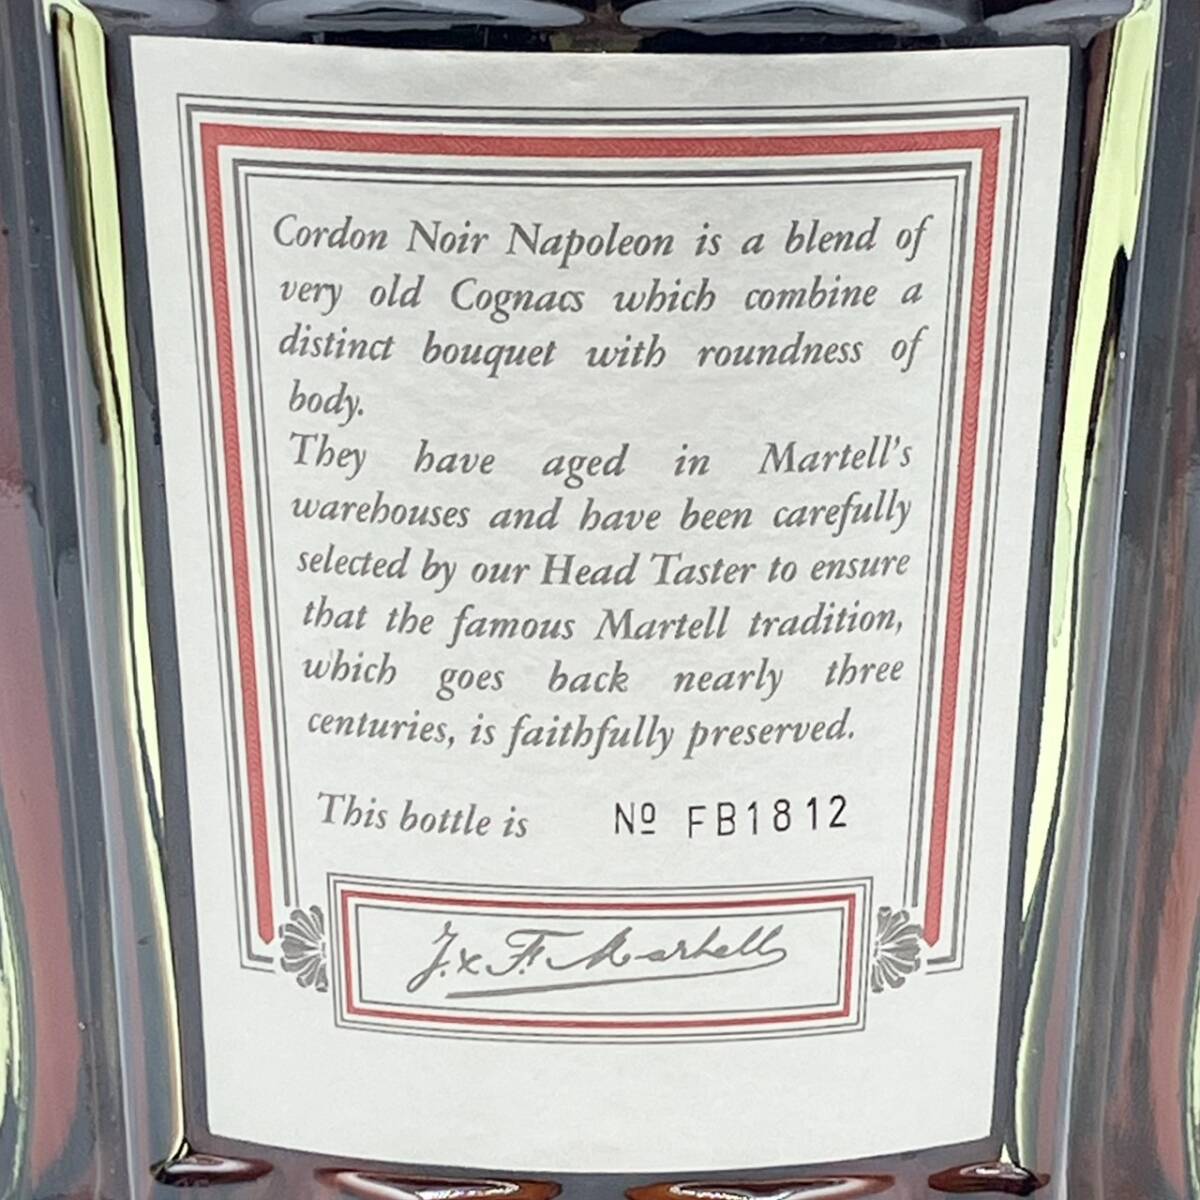 Cordon Noir Napoleon is a blend of
very old Cognacs which combine a
distinct bouquet with roundness of
body.
They have aged in Martell's
warehouses and have been carefully
selected by our Head Taster to ensure
that the famous Martell tradition,
which goes back nearly three
centuries, is faithfully preserved.
This bottle is Nº FB1812
J. & F. Martell